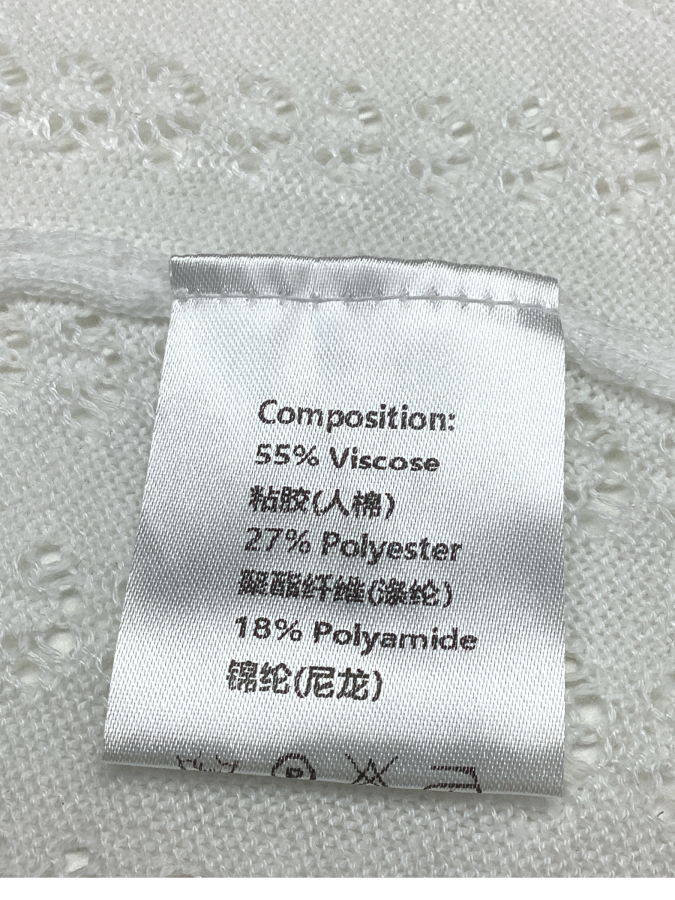 Composition:
55% Viscose
粘胶(人棉)
27% Polyester
聚酯纤维(涤纶)
18% Polyamide
锦纶(尼龙)
P